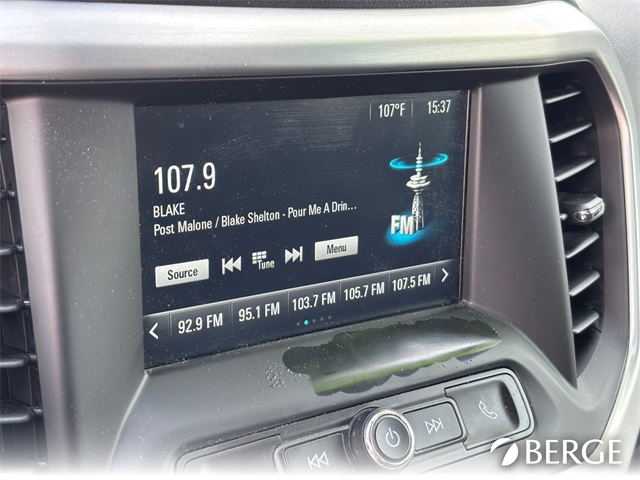 107°F 15:37
107.9
BLAKE
Post Malone / Blake Shelton - Pour Me A Drin...
FM
Source Tune Menu
92.9 FM 95.1 FM 103.7 FM 105.7 FM 107.5 FM
BERGE